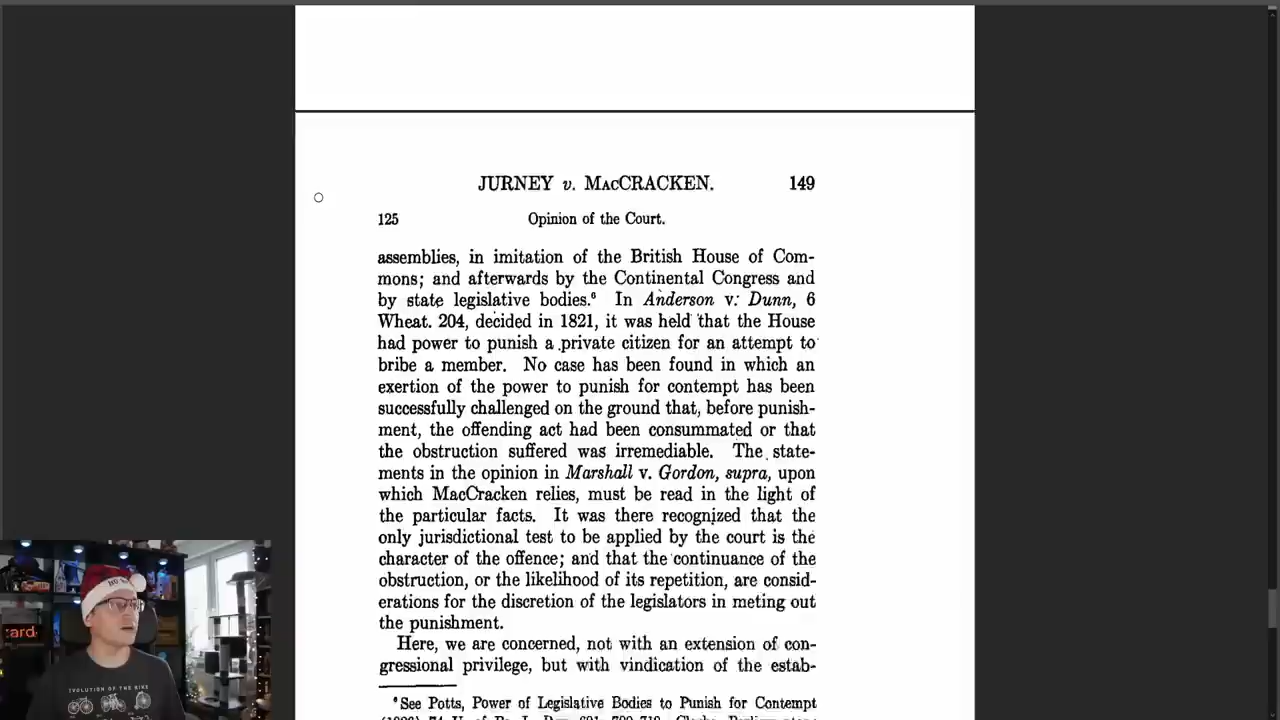 JURNEY v. MacCRACKEN. 149
125 Opinion of the Court.
assemblies, in imitation of the British House of Com-
mons; and afterwards by the Continental Congress and
by state legislative bodies.⁶ In Anderson v. Dunn, 6
Wheat. 204, decided in 1821, it was held that the House
had power to punish a private citizen for an attempt to
bribe a member. No case has been found in which an
exertion of the power to punish for contempt has been
successfully challenged on the ground that, before punish-
ment, the offending act had been consummated or that
the obstruction suffered was irremediable. The state-
ments in the opinion in Marshall v. Gordon, supra, upon
which MacCracken relies, must be read in the light of
the particular facts. It was there recognized that the
only jurisdictional test to be applied by the court is the
character of the offence; and that the continuance of the
obstruction, or the likelihood of its repetition, are consid-
erations for the discretion of the legislators in meting out
the punishment.
Here, we are concerned, not with an extension of con-
gressional privilege, but with vindication of the estab-
⁶ See Potts, Power of Legislative Bodies to Punish for Contempt
zard
EVOLUTION OF THE BIKE